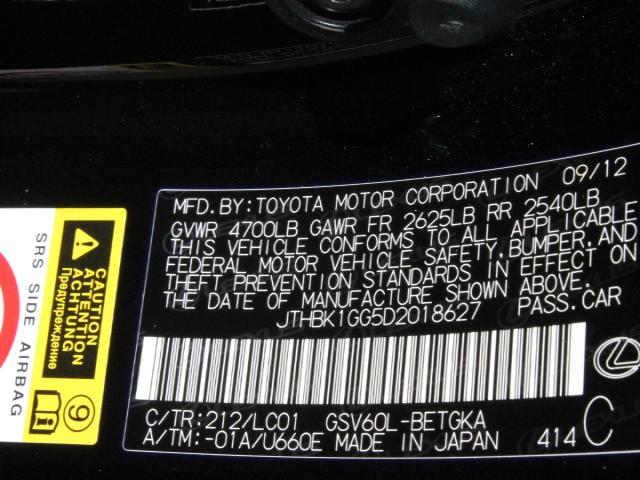 MFD.BY:TOYOTA MOTOR CORPORATION 09/12
GVWR 4700LB GAWR FR 2625LB RR 2540LB
THIS VEHICLE CONFORMS TO ALL APPLICABLE
FEDERAL MOTOR VEHICLE SAFETY,BUMPER,AND
THEFT PREVENTION STANDARDS IN EFFECT ON
THE DATE OF MANUFACTURE SHOWN ABOVE.
JTHBK1GG5D2018627 PASS.CAR
C/TR:212/LC01 GSV60L-BETGKA
A/TM:-01A/U660E MADE IN JAPAN 414 C
SRS SIDE AIRBAG
CAUTION
ATTENTION
ACHTUNG
Предупреждение
9